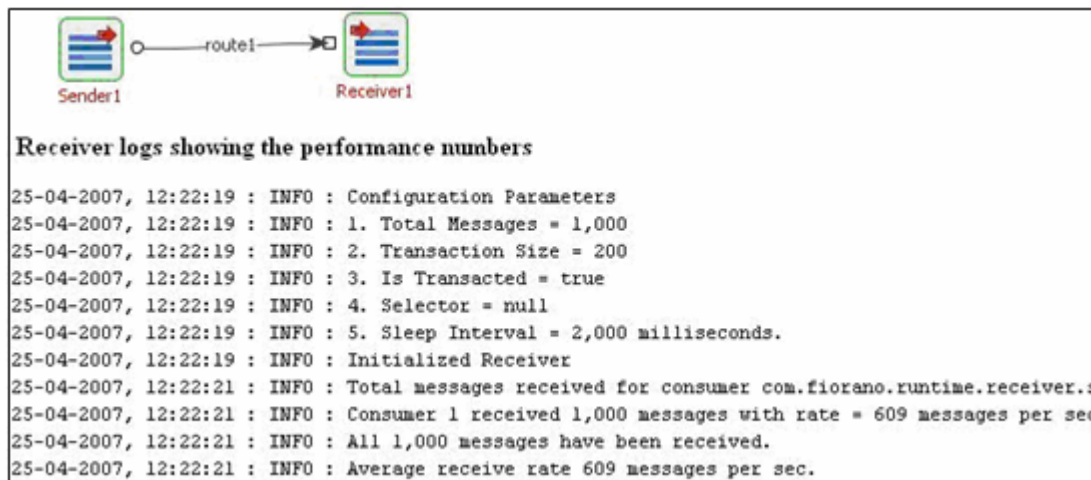 route1
Sender1
Receiver1
Receiver logs showing the performance numbers
25-04-2007, 12:22:19 : INFO : Configuration Parameters
25-04-2007, 12:22:19 : INFO : 1. Total Messages = 1,000
25-04-2007, 12:22:19 : INFO : 2. Transaction Size = 200
25-04-2007, 12:22:19 : INFO : 3. Is Transacted = true
25-04-2007, 12:22:19 : INFO : 4. Selector = null
25-04-2007, 12:22:19 : INFO : 5. Sleep Interval = 2,000 milliseconds.
25-04-2007, 12:22:19 : INFO : Initialized Receiver
25-04-2007, 12:22:21 : INFO : Total messages received for consumer com.fiorano.runtime.receiver.s
25-04-2007, 12:22:21 : INFO : Consumer 1 received 1,000 messages with rate = 609 messages per sec
25-04-2007, 12:22:21 : INFO : All 1,000 messages have been received.
25-04-2007, 12:22:21 : INFO : Average receive rate 609 messages per sec.